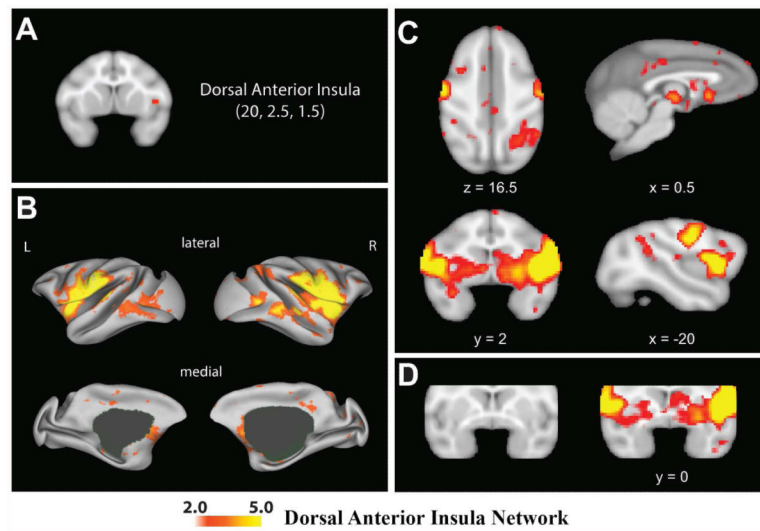 A
Dorsal Anterior Insula
(20, 2.5, 1.5)
B
L
lateral
R
medial
C
z = 16.5
x = 0.5
y = 2
x = -20
D
y = 0
2.0 5.0
Dorsal Anterior Insula Network